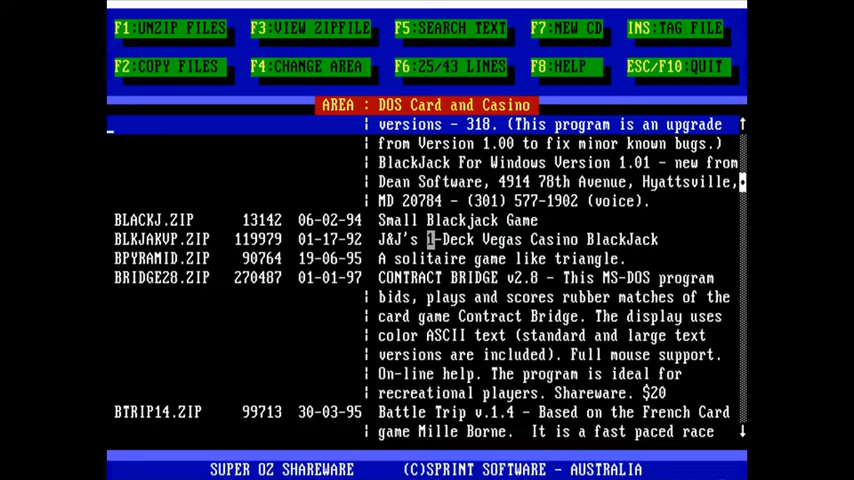 F1:UNZIP FILES F3:VIEW ZIPFILE F5:SEARCH TEXT F7:NEW CD INS:TAG FILE
F2:COPY FILES F4:CHANGE AREA F6:25/43 LINES F8:HELP ESC/F10:QUIT
AREA : DOS Card and Casino
| versions - 318. (This program is an upgrade
| from Version 1.00 to fix minor known bugs.)
| BlackJack For Windows Version 1.01 - new from
| Dean Software, 4914 78th Avenue, Hyattsville,
| MD 20784 - (301) 577-1902 (voice).
BLACKJ.ZIP 13142 06-02-94 Small Blackjack Game
BLKJAKVP.ZIP 119979 01-17-92 J&J's 1-Deck Vegas Casino BlackJack
BPYRAMID.ZIP 90764 19-06-95 A solitaire game like triangle.
BRIDGE28.ZIP 270487 01-01-97 CONTRACT BRIDGE v2.8 - This MS-DOS program
| bids, plays and scores rubber matches of the
| card game Contract Bridge. The display uses
| color ASCII text (standard and large text
| versions are included). Full mouse support.
| On-line help. The program is ideal for
| recreational players. Shareware. $20
BTRIP14.ZIP 99713 30-03-95 Battle Trip v.1.4 - Based on the French Card
| game Mille Borne. It is a fast paced race
SUPER OZ SHAREWARE (C)SPRINT SOFTWARE - AUSTRALIA